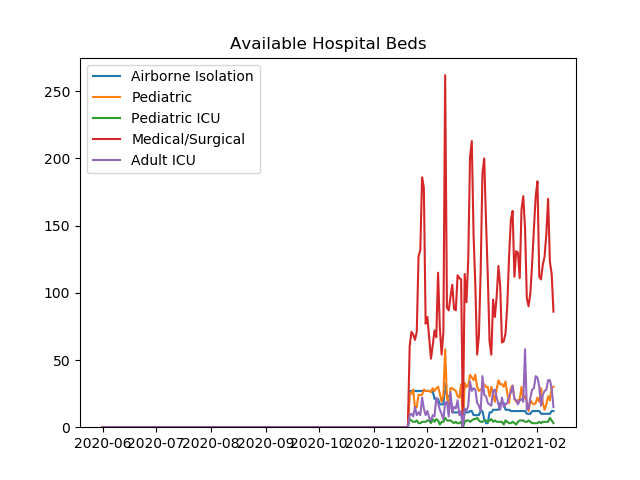 Available Hospital Beds
Airborne Isolation
Pediatric
Pediatric ICU
Medical/Surgical
Adult ICU
250
200
150
100
50
0
2020-06 2020-07 2020-08 2020-09 2020-10 2020-11 2020-12 2021-01 2021-02